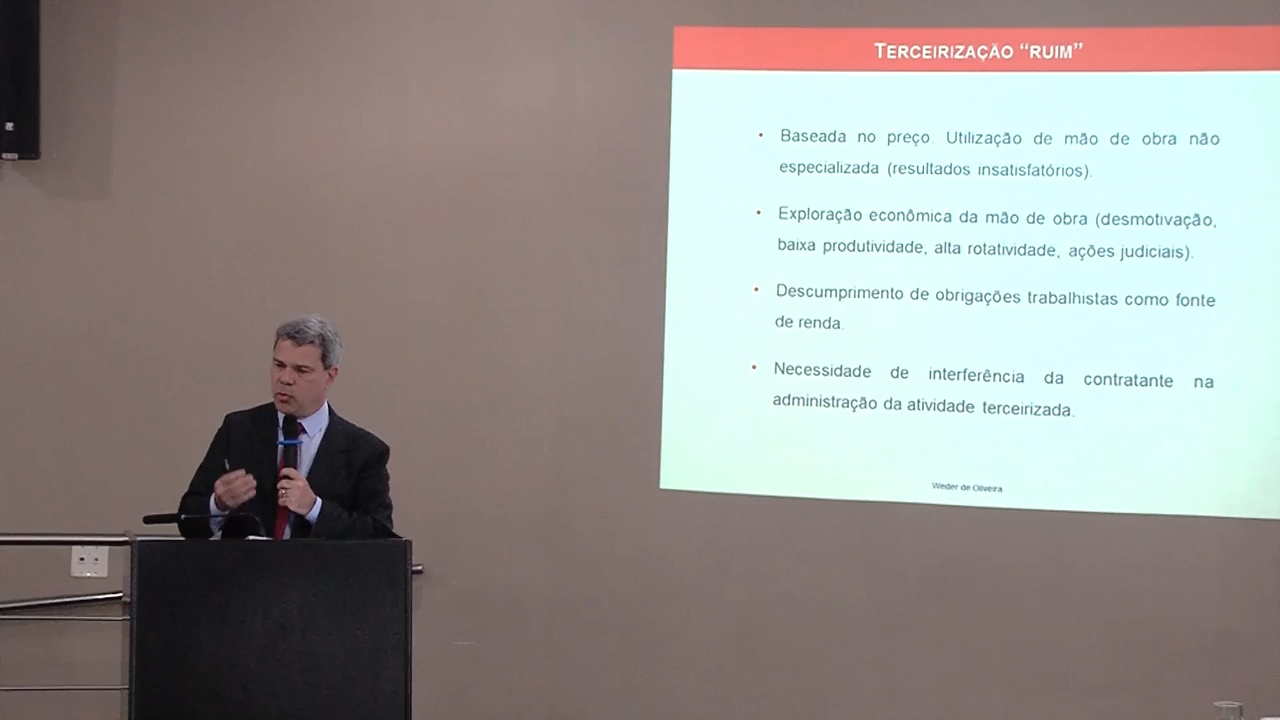 TERCEIRIZAÇÃO “RUIM”
• Baseada no preço. Utilização de mão de obra não
especializada (resultados insatisfatórios).
• Exploração econômica da mão de obra (desmotivação,
baixa produtividade, alta rotatividade, ações judiciais).
• Descumprimento de obrigações trabalhistas como fonte
de renda.
• Necessidade de interferência da contratante na
administração da atividade terceirizada.
Weder de Oliveira